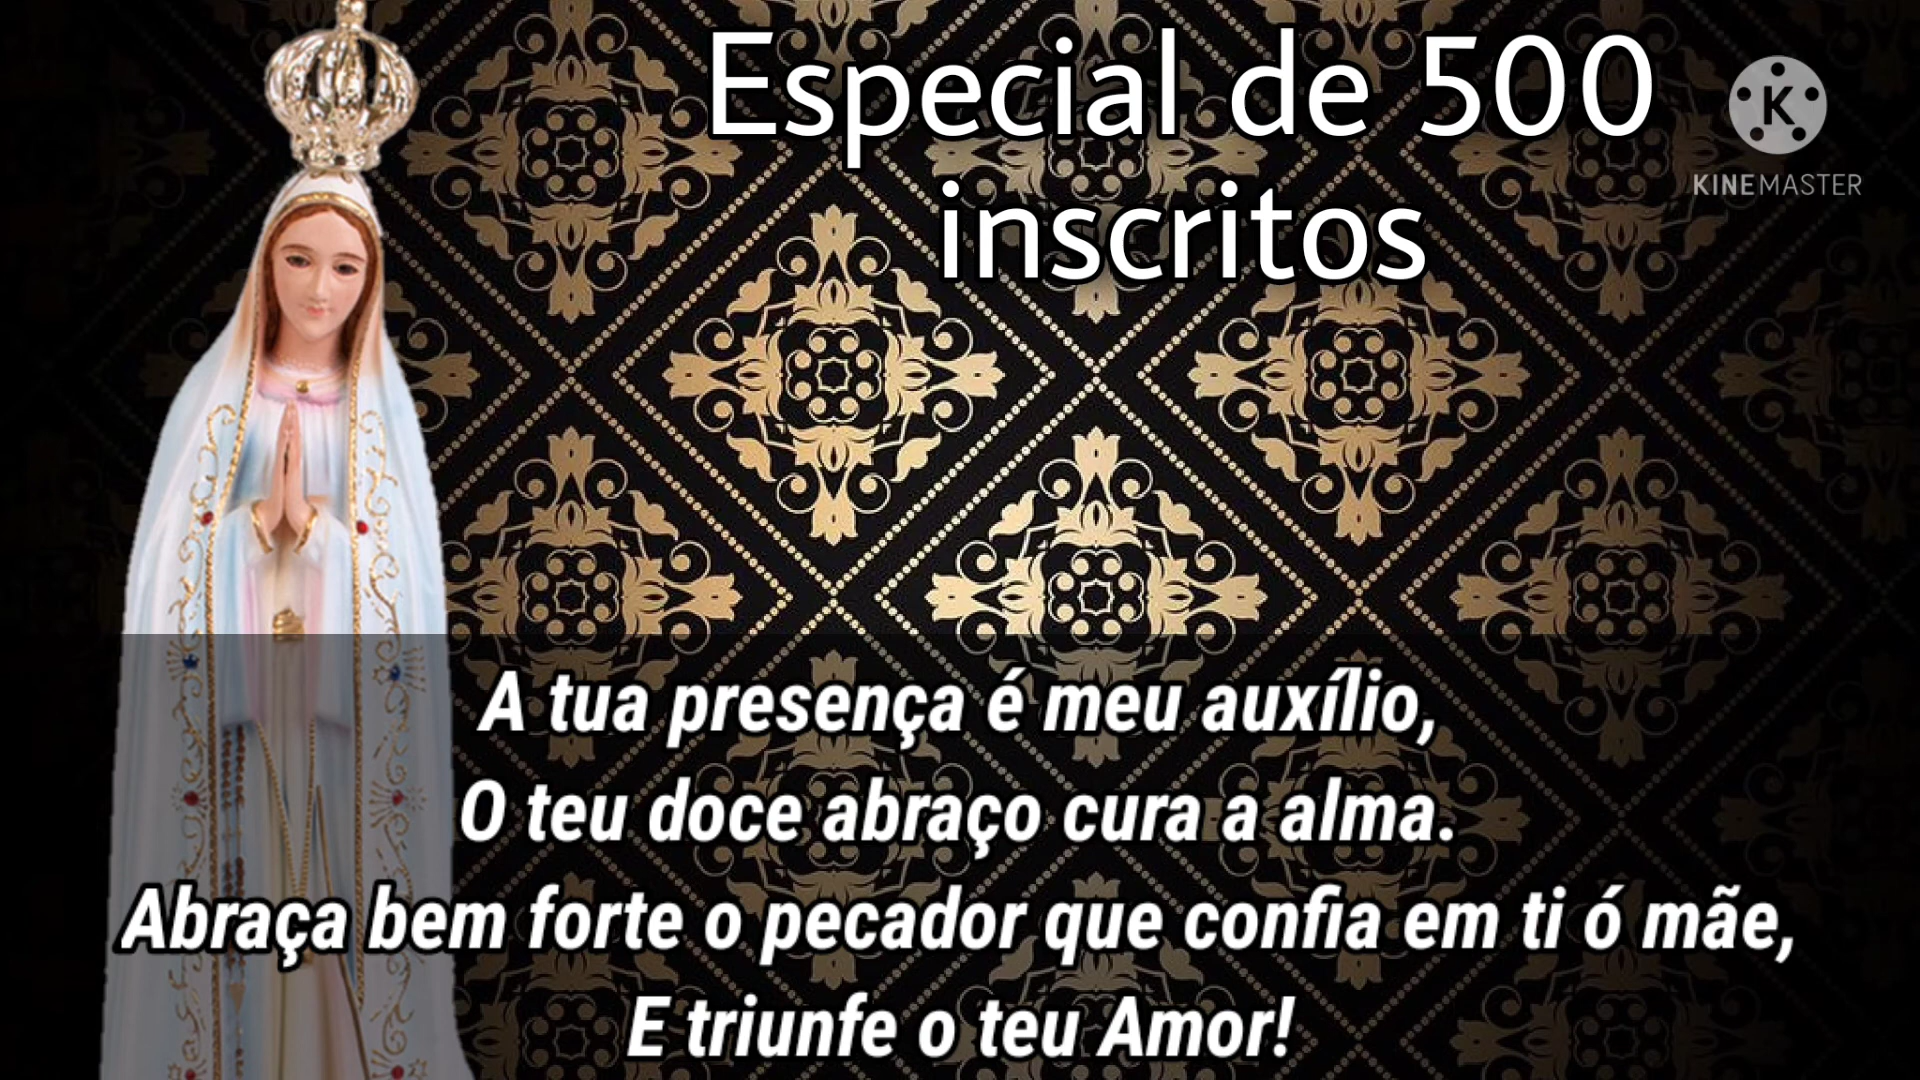 Especial de 500
inscritos
K
KINEMASTER
A tua presença é meu auxílio,
O teu doce abraço cura a alma.
Abraça bem forte o pecador que confia em ti ó mãe,
E triunfe o teu Amor!